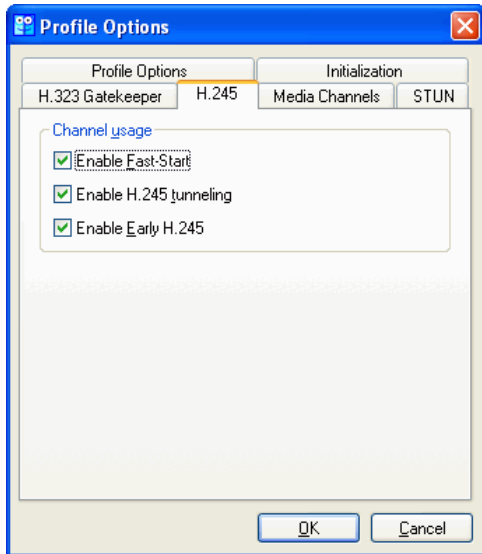 Profile Options
Profile Options Initialization
H.323 Gatekeeper H.245 Media Channels STUN
Channel usage
Enable Fast-Start
Enable H.245 tunneling
Enable Early H.245
OK Cancel